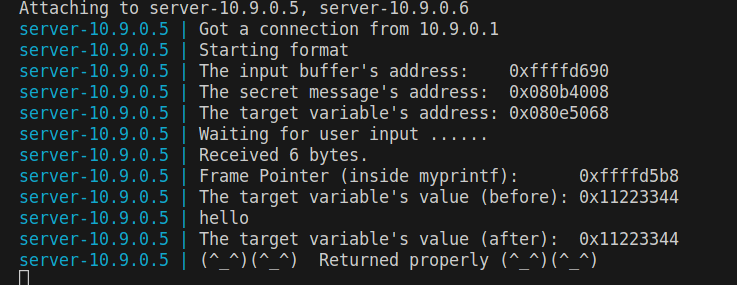 Attaching to server-10.9.0.5, server-10.9.0.6
server-10.9.0.5 | Got a connection from 10.9.0.1
server-10.9.0.5 | Starting format
server-10.9.0.5 | The input buffer's address:    0xffffd690
server-10.9.0.5 | The secret message's address:  0x080b4008
server-10.9.0.5 | The target variable's address: 0x080e5068
server-10.9.0.5 | Waiting for user input ......
server-10.9.0.5 | Received 6 bytes.
server-10.9.0.5 | Frame Pointer (inside myprintf):      0xffffd5b8
server-10.9.0.5 | The target variable's value (before): 0x11223344
server-10.9.0.5 | hello
server-10.9.0.5 | The target variable's value (after):  0x11223344
server-10.9.0.5 | (^_^)(^_^)  Returned properly (^_^)(^_^)